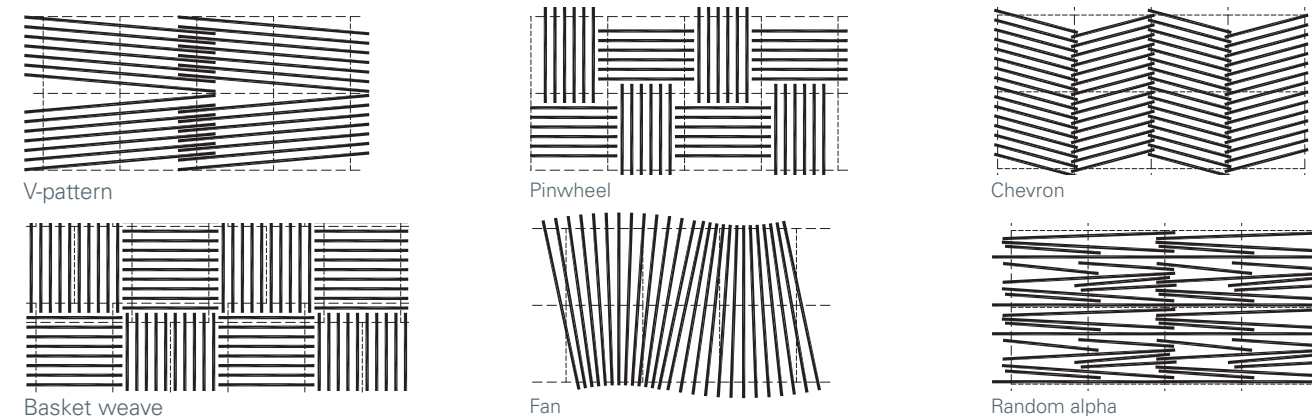 V-pattern
Pinwheel
Chevron
Basket weave
Fan
Random alpha